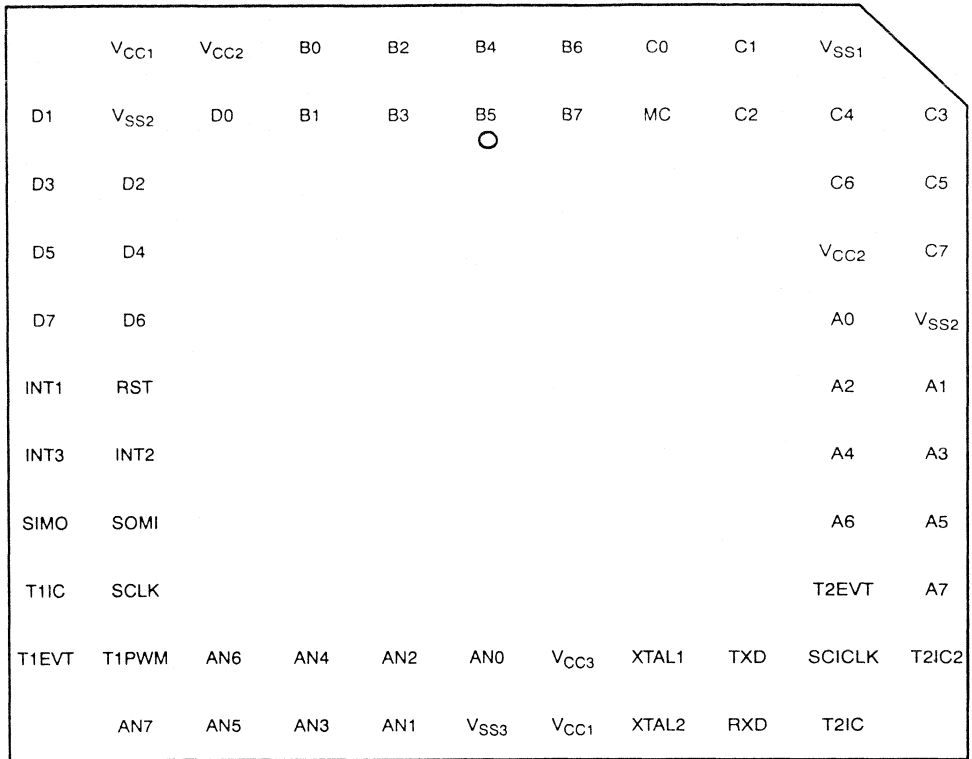 VCC1 VCC2 B0 B2 B4 B6 C0 C1 VSS1
D1 VSS2 D0 B1 B3 B5 B7 MC C2 C4 C3
D3 D2 C6 C5
D5 D4 VCC2 C7
D7 D6 A0 VSS2
INT1 RST A2 A1
INT3 INT2 A4 A3
SIMO SOMI A6 A5
T1IC SCLK T2EVT A7
T1EVT T1PWM AN6 AN4 AN2 AN0 VCC3 XTAL1 TXD SCICLK T2IC2
AN7 AN5 AN3 AN1 VSS3 VCC1 XTAL2 RXD T2IC